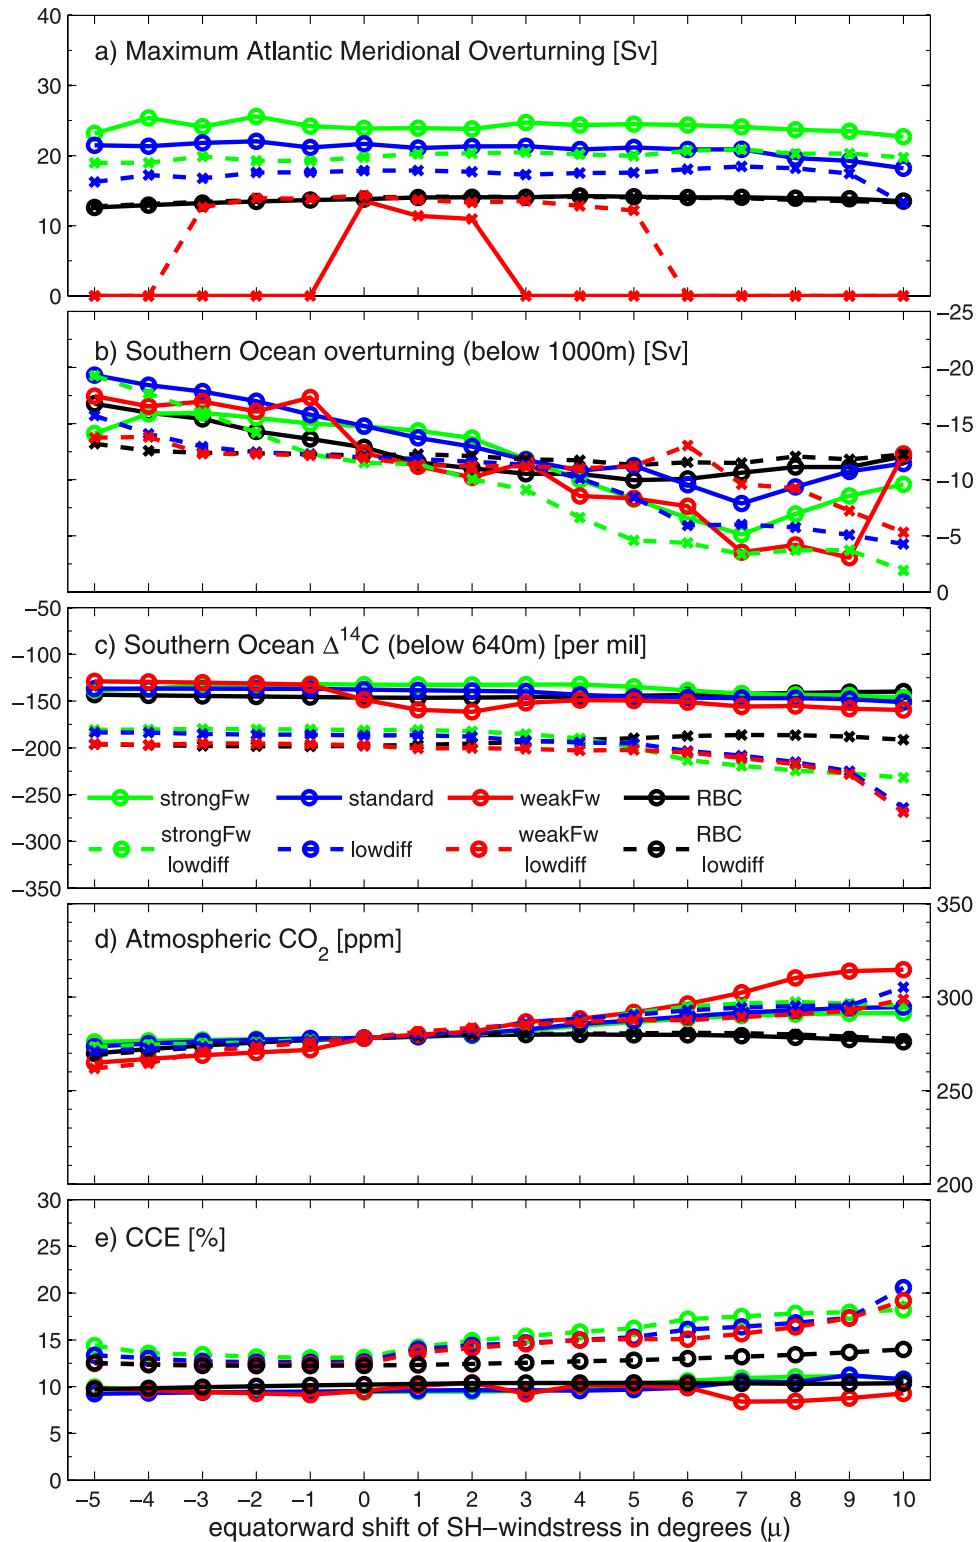 40
a) Maximum Atlantic Meridional Overturning [Sv]
30
20
10
0
b) Southern Ocean overturning (below 1000m) [Sv]
−25
−20
−15
−10
−5
0
−50
c) Southern Ocean Δ14C (below 640m) [per mil]
−100
−150
−200
−250
strongFw standard weakFw RBC
−300
strongFw lowdiff weakFw RBC
lowdiff lowdiff lowdiff
−350
d) Atmospheric CO2 [ppm]
350
300
250
200
30
e) CCE [%]
25
20
15
10
5
0
−5 −4 −3 −2 −1 0 1 2 3 4 5 6 7 8 9 10
equatorward shift of SH−windstress in degrees (μ)